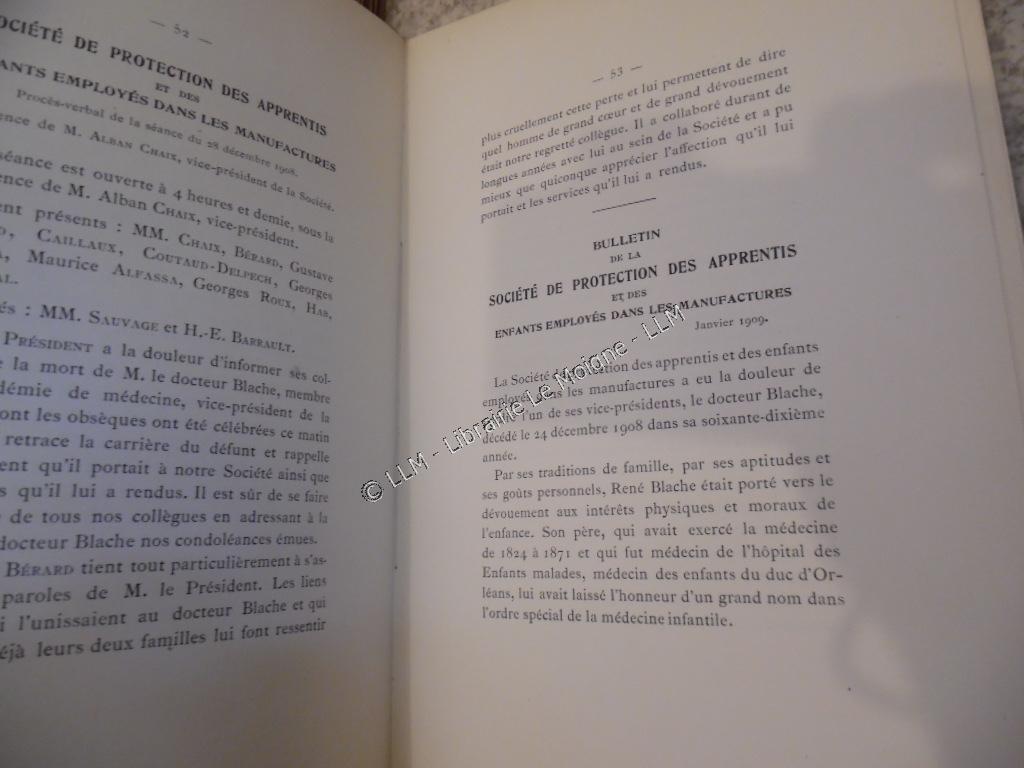 — 52 —
SOCIÉTÉ DE PROTECTION DES APPRENTIS
ET DES
ENFANTS EMPLOYÉS DANS LES MANUFACTURES
Procès-verbal de la séance du 28 décembre 1908.
ence de M. ALBAN CHAIX, vice-président de la Société.
séance est ouverte à 4 heures et demie, sous la
ence de M. Alban CHAIX, vice-président.
ent présents : MM. CHAIX, BÉRARD, Gustave
CAILLAUX, COUTAUD-DELPECH, Georges
Maurice ALFASSA, Georges ROUX, HAB,
AL.
és : MM. SAUVAGE et H.-E. BARRAULT.
PRÉSIDENT a la douleur d'informer ses col-
la mort de M. le docteur Blache, membre
démie de médecine, vice-président de la
ont les obsèques ont été célébrées ce matin
retrace la carrière du défunt et rappelle
ent qu'il portait à notre Société ainsi que
s qu'il lui a rendus. Il est sûr de se faire
de tous nos collègues en adressant à la
docteur Blache nos condoléances émues.
BÉRARD tient tout particulièrement à s'as-
paroles de M. le Président. Les liens
i l'unissaient au docteur Blache et qui
éjà leurs deux familles lui font ressentir
— 53 —
plus cruellement cette perte et lui permettent de dire
quel homme de grand cœur et de grand dévouement
était notre regretté collègue. Il a collaboré durant de
longues années avec lui au sein de la Société et a pu
mieux que quiconque apprécier l'affection qu'il lui
portait et les services qu'il lui a rendus.
BULLETIN
DE LA
SOCIÉTÉ DE PROTECTION DES APPRENTIS
ET DES
ENFANTS EMPLOYÉS DANS LES MANUFACTURES
Janvier 1909.
La Société de protection des apprentis et des enfants
employés dans les manufactures a eu la douleur de
perdre l'un de ses vice-présidents, le docteur Blache,
décédé le 24 décembre 1908 dans sa soixante-dixième
année.
Par ses traditions de famille, par ses aptitudes et
ses goûts personnels, René Blache était porté vers le
dévouement aux intérêts physiques et moraux de
l'enfance. Son père, qui avait exercé la médecine
de 1824 à 1871 et qui fut médecin de l'hôpital des
Enfants malades, médecin des enfants du duc d'Or-
léans, lui avait laissé l'honneur d'un grand nom dans
l'ordre spécial de la médecine infantile.
© LLM - Librairie Le Moigne - LLM